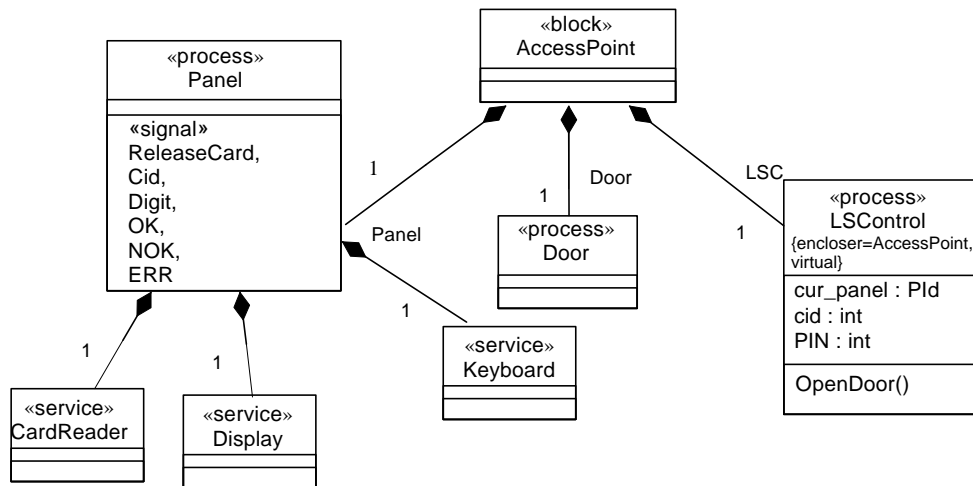 «process»
Panel
«signal»
ReleaseCard,
Cid,
Digit,
OK,
NOK,
ERR
«block»
AccessPoint
1
Panel
Door
1
LSC
1
«process»
Door
«process»
LSControl
{encloser=AccessPoint,
virtual}
cur_panel : PId
cid : int
PIN : int
OpenDoor()
1
1
1
«service»
CardReader
«service»
Display
«service»
Keyboard